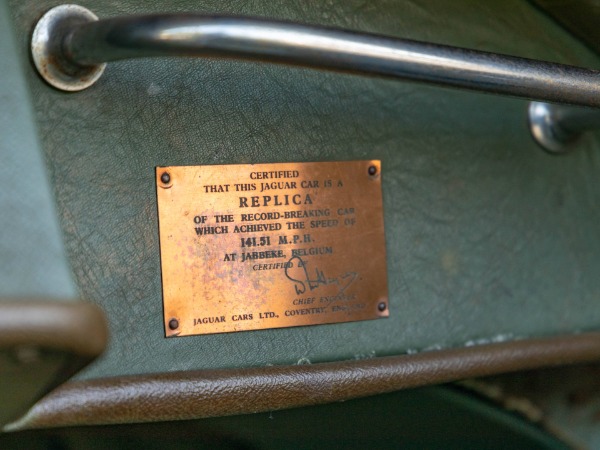 CERTIFIED
THAT THIS JAGUAR CAR IS A
REPLICA
OF THE RECORD-BREAKING CAR
WHICH ACHIEVED THE SPEED OF
141.51 M.P.H.
AT JABBEKE, BELGIUM
CERTIFIED BY
CHIEF ENGINEER
JAGUAR CARS LTD., COVENTRY, ENGLAND